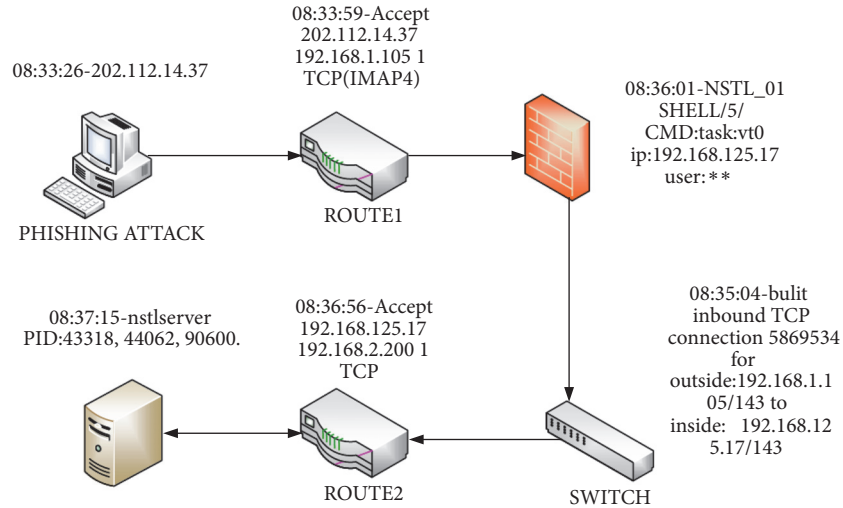 08:33:26-202.112.14.37
PHISHING ATTACK
08:33:59-Accept
202.112.14.37
192.168.1.105 1
TCP(IMAP4)
ROUTE1
08:36:01-NSTL_01
SHELL/5/
CMD:task:vt0
ip:192.168.125.17
user:**
08:37:15-nstlserver
PID:43318, 44062, 90600.
08:36:56-Accept
192.168.125.17
192.168.2.200 1
TCP
ROUTE2
08:35:04-bulit
inbound TCP
connection 5869534
for
outside:192.168.1.1
05/143 to
inside: 192.168.12
5.17/143
SWITCH